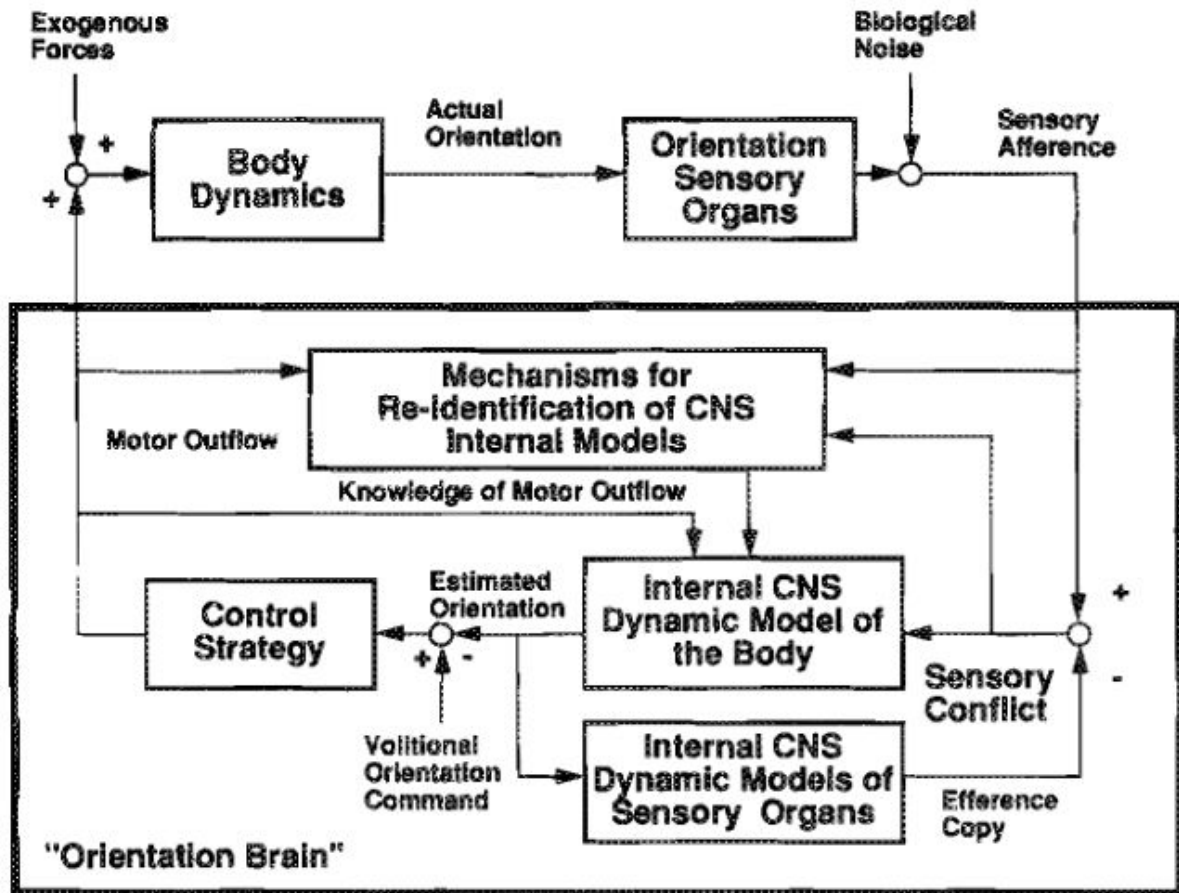 Exogenous
Forces
Biological
Noise
Actual
Orientation
Sensory
Afference
+
+
Body
Dynamics
Orientation
Sensory
Organs
Mechanisms for
Re-identification of CNS
Internal Models
Motor Outflow
Knowledge of Motor Outflow
Control
Strategy
Estimated
Orientation
+ -
Internal CNS
Dynamic Model of
the Body
+
-
Sensory
Conflict
Volitional
Orientation
Command
Internal CNS
Dynamic Models of
Sensory Organs
Efference
Copy
"Orientation Brain"